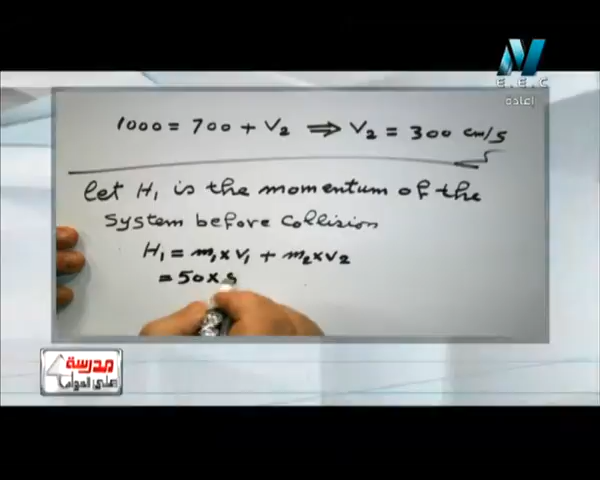 E.E.C
إعادة
1000 = 700 + V₂ ⇒ V₂ = 300 cm/s
let H₁ is the momentum of the
System before Collision
H₁ = m₁ x v₁ + m₂ x v₂
= 50 x
مدرسة
على الهواء